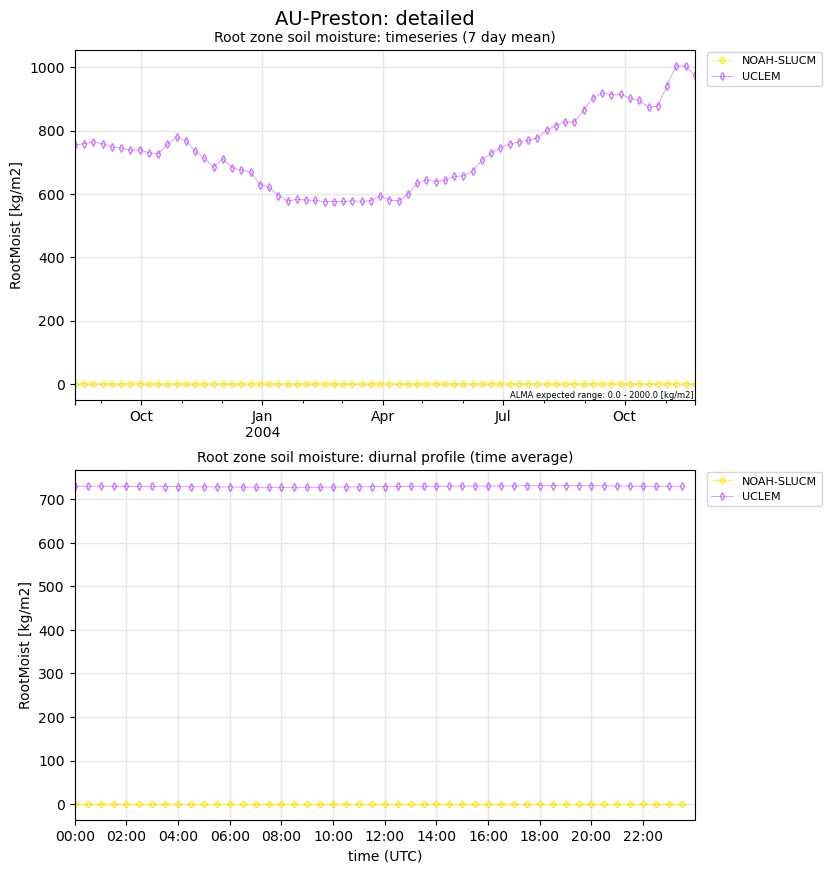 AU-Preston: detailed
Root zone soil moisture: timeseries (7 day mean)
NOAH-SLUCM
UCLEM
1000
800
600
400
200
0
RootMoist [kg/m2]
ALMA expected range: 0.0 - 2000.0 [kg/m2]
Oct Jan Apr Jul Oct
2004
Root zone soil moisture: diurnal profile (time average)
NOAH-SLUCM
UCLEM
700
600
500
400
300
200
100
0
RootMoist [kg/m2]
00:00 02:00 04:00 06:00 08:00 10:00 12:00 14:00 16:00 18:00 20:00 22:00
time (UTC)